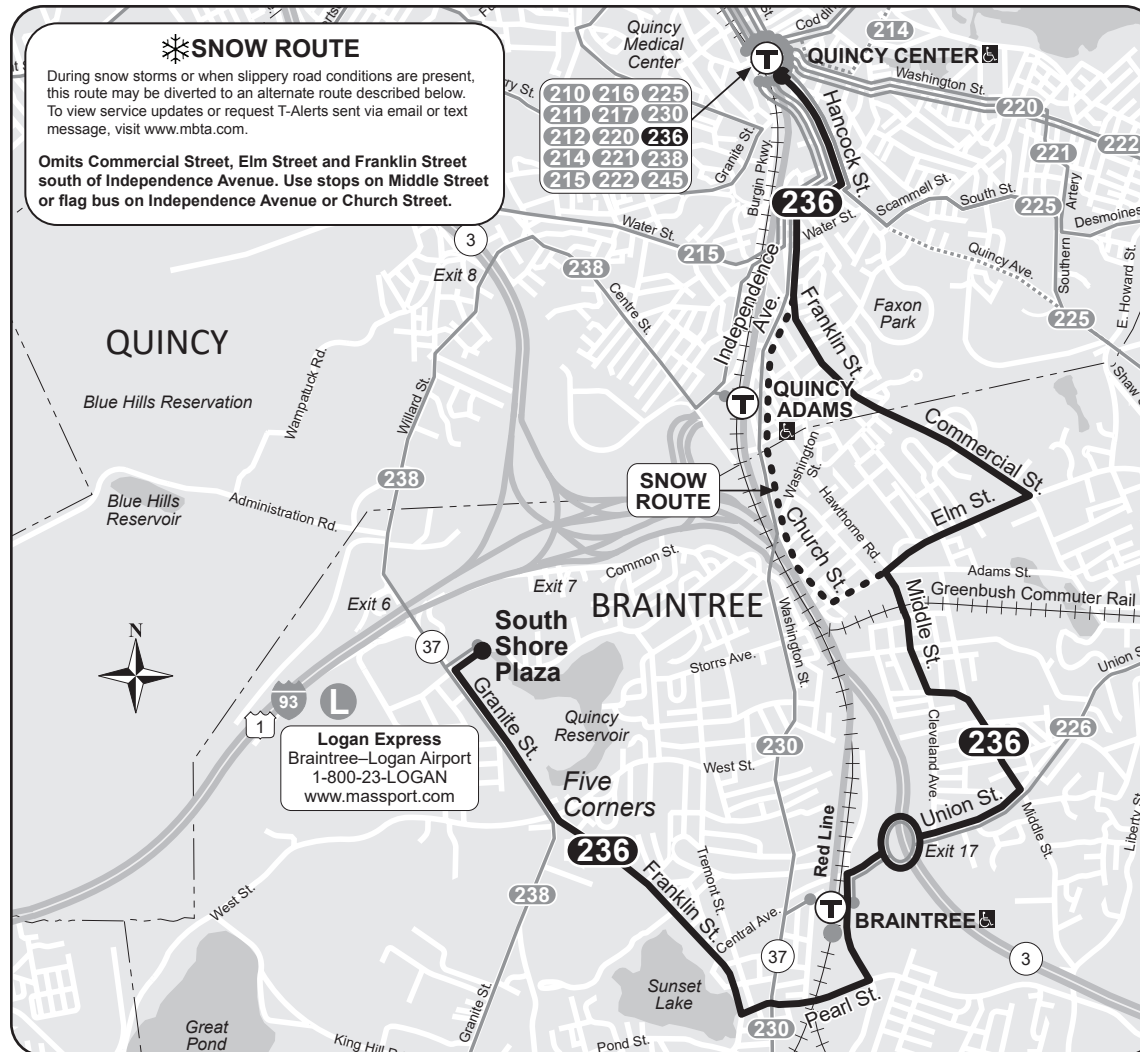 SNOW ROUTE
During snow storms or when slippery road conditions are present,
this route may be diverted to an alternate route described below.
To view service updates or request T-Alerts sent via email or text
message, visit www.mbta.com.
Omits Commercial Street, Elm Street and Franklin Street
south of Independence Avenue. Use stops on Middle Street
or flag bus on Independence Avenue or Church Street.
Quincy
Medical
Center
St.
214
T
QUINCY CENTER
Washington St.
220
222
221
225
210 216 225
211 217 230
212 220 236
214 221 238
215 222 245
Granite St.
Burgin Pkwy.
Hancock St.
236
Scammell St.
South St.
Artery
Southern
Desmoines
E. Howard St.
Water St.
Water St.
215
Quincy Ave.
225
3
Exit 8
238
Centre St.
Independence
Ave.
Franklin St.
Faxon
Park
QUINCY
Blue Hills Reservation
Wampatuck Rd.
Willard St.
T
QUINCY
ADAMS
Commercial St.
238
SNOW
ROUTE
Washington
St.
Hawthorne Rd.
Elm St.
Blue Hills
Reservoir
Administration Rd.
Church St.
Common St.
Exit 7
Exit 6
BRAINTREE
Adams St.
Greenbush Commuter Rail
Middle St.
N
37
South
Shore
Plaza
Washington St.
Storrs Ave.
Union S
Granite St.
Quincy
Reservoir
93
L
1
Logan Express
Braintree–Logan Airport
1-800-23-LOGAN
www.massport.com
230
West St.
Cleveland Ave.
236
226
Five
Corners
Union St.
Middle St.
Liberty St.
Exit 17
Red Line
236
Franklin St.
Tremont St.
238
West St.
Central Ave.
T
BRAINTREE
37
3
Sunset
Lake
Pearl St.
230
Granite St.
Great
Pond
King Hill R
Pond St.